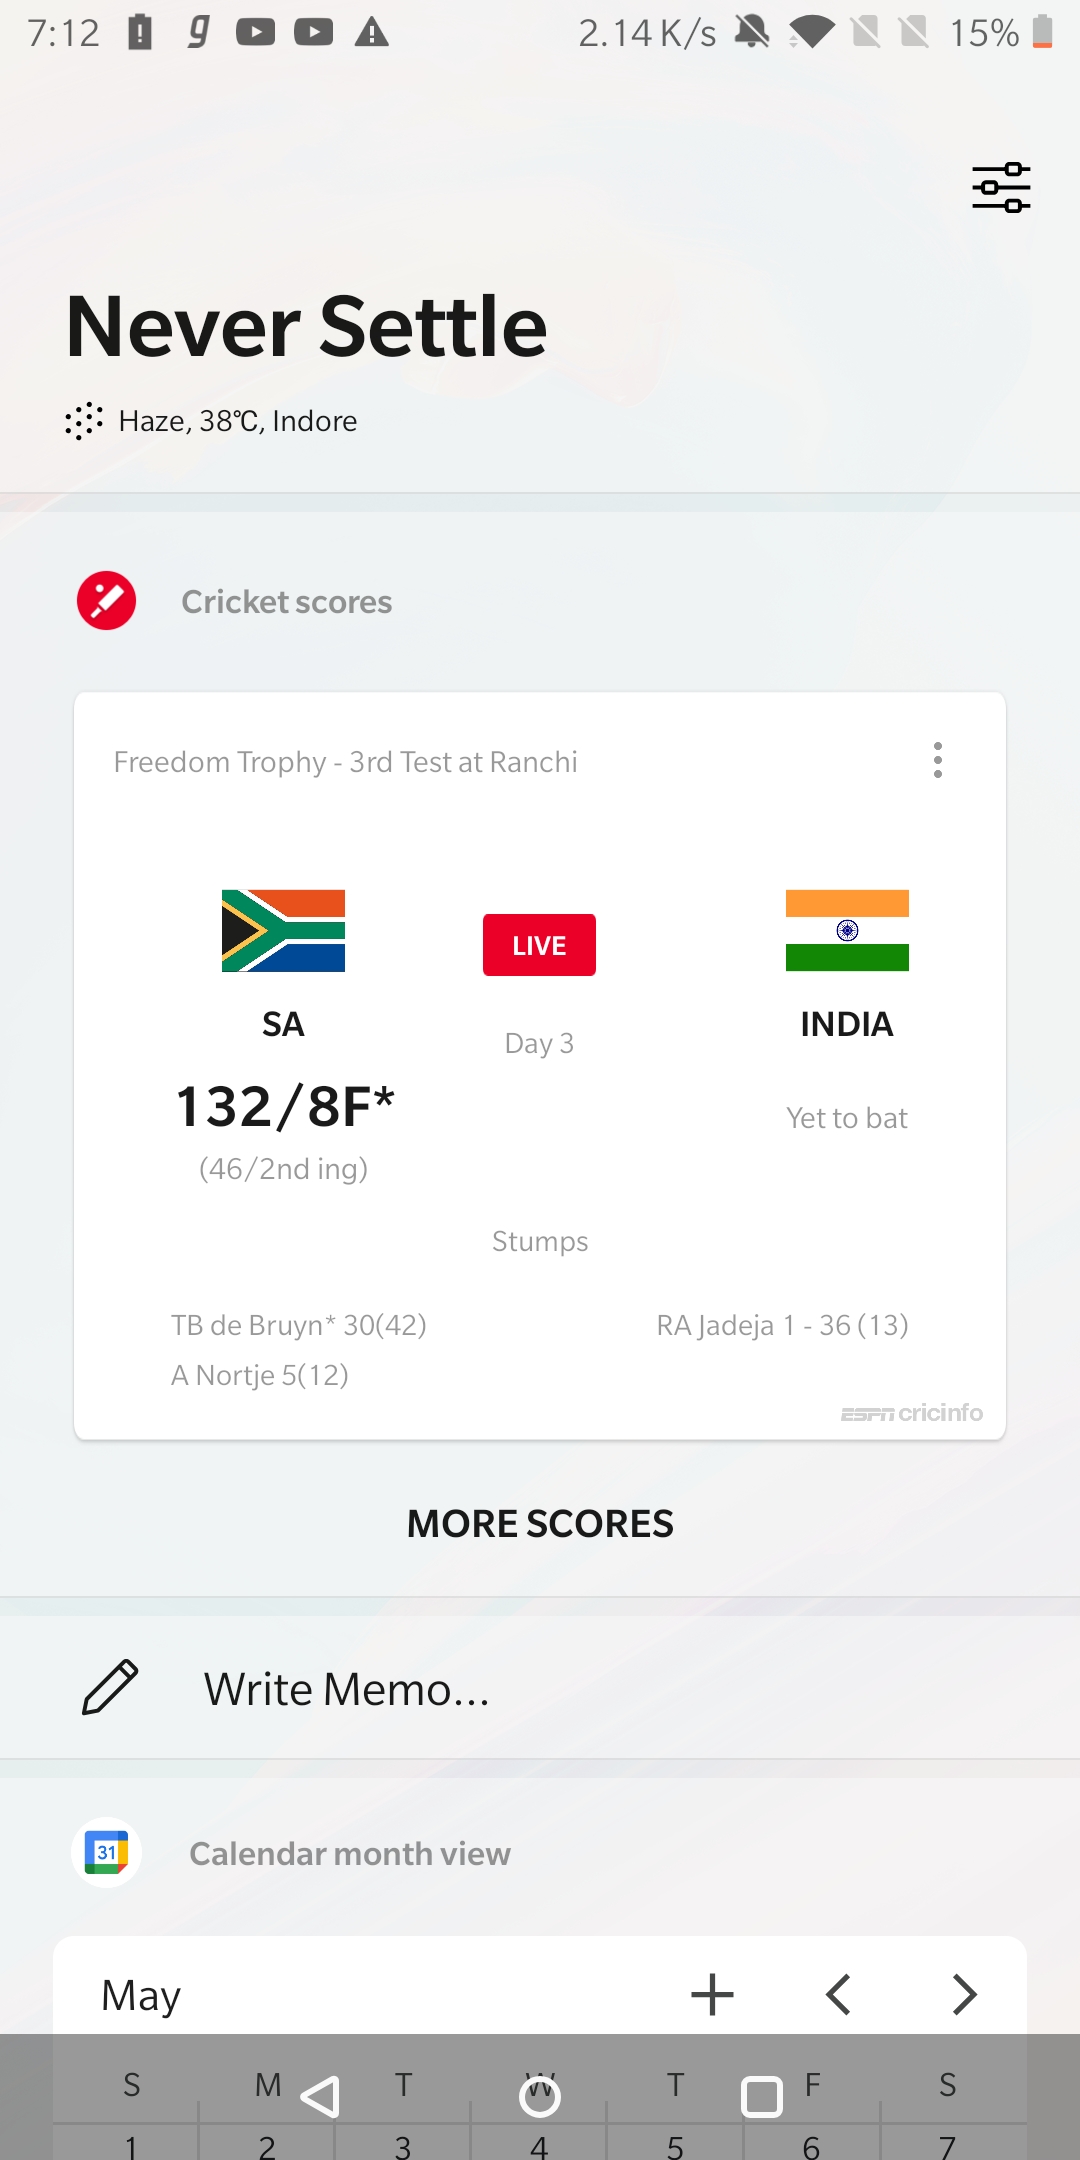 7:12 g 2.14 K/s 15%
Never Settle
Haze, 38℃, Indore
Cricket scores
Freedom Trophy - 3rd Test at Ranchi
LIVE
SA INDIA
Day 3
132/8F* Yet to bat
(46/2nd ing)
Stumps
TB de Bruyn* 30(42) RA Jadeja 1 - 36 (13)
A Nortje 5(12)
ESPN cricinfo
MORE SCORES
Write Memo...
31 Calendar month view
May
S M T W T F S
1 2 3 4 5 6 7